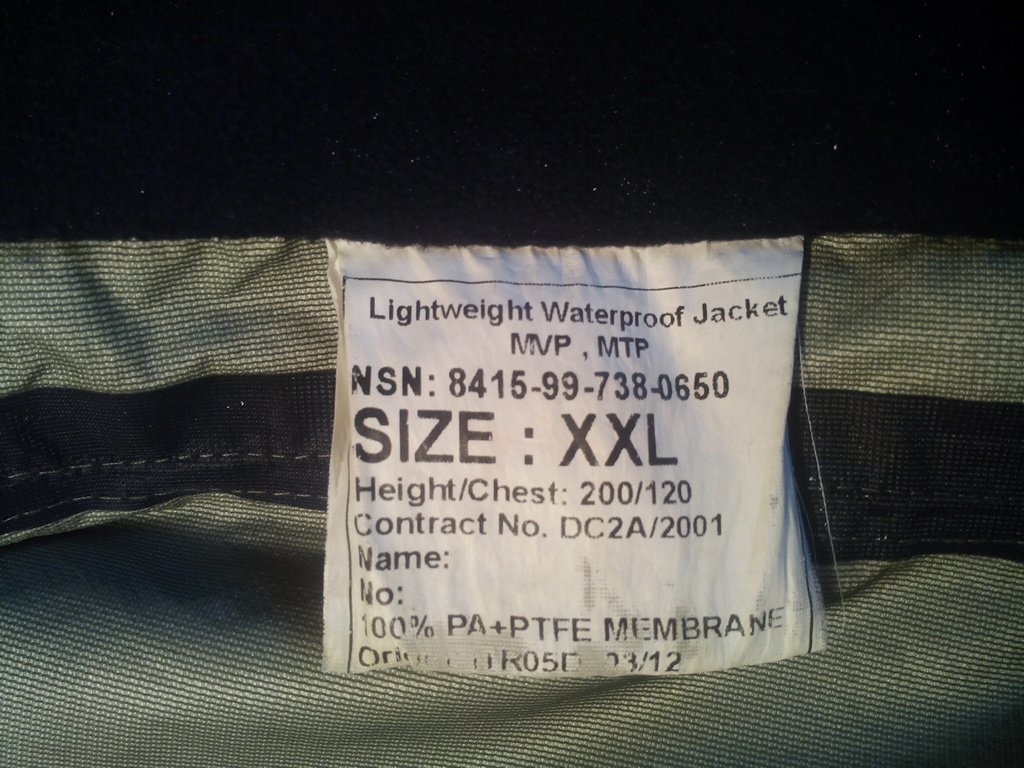 Lightweight Waterproof Jacket
MVP , MTP
NSN: 8415-99-738-0650
SIZE : XXL
Height/Chest: 200/120
Contract No. DC2A/2001
Name:
No:
100% PA+PTFE MEMBRANE